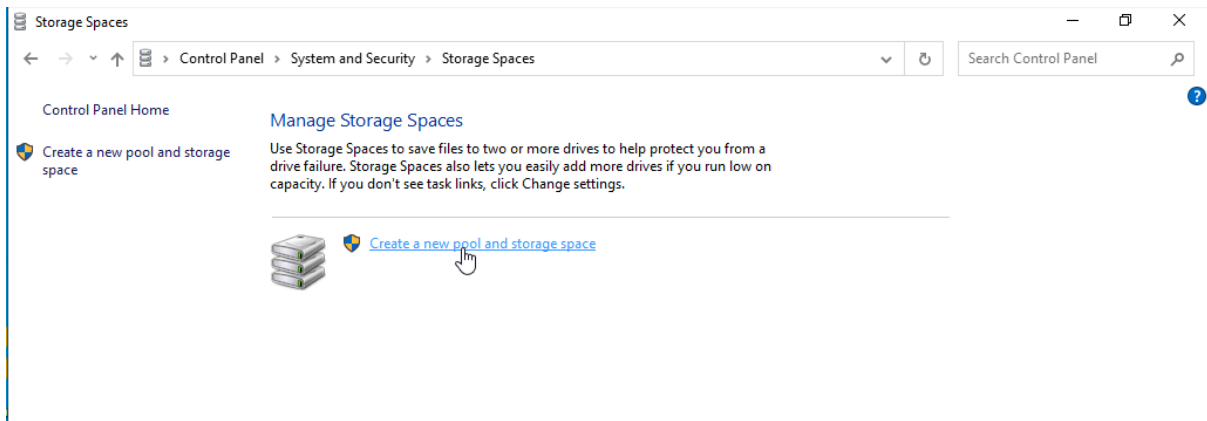 Storage Spaces
Control Panel > System and Security > Storage Spaces
Search Control Panel
?
Control Panel Home
Create a new pool and storage
space
Manage Storage Spaces
Use Storage Spaces to save files to two or more drives to help protect you from a
drive failure. Storage Spaces also lets you easily add more drives if you run low on
capacity. If you don't see task links, click Change settings.
Create a new pool and storage space